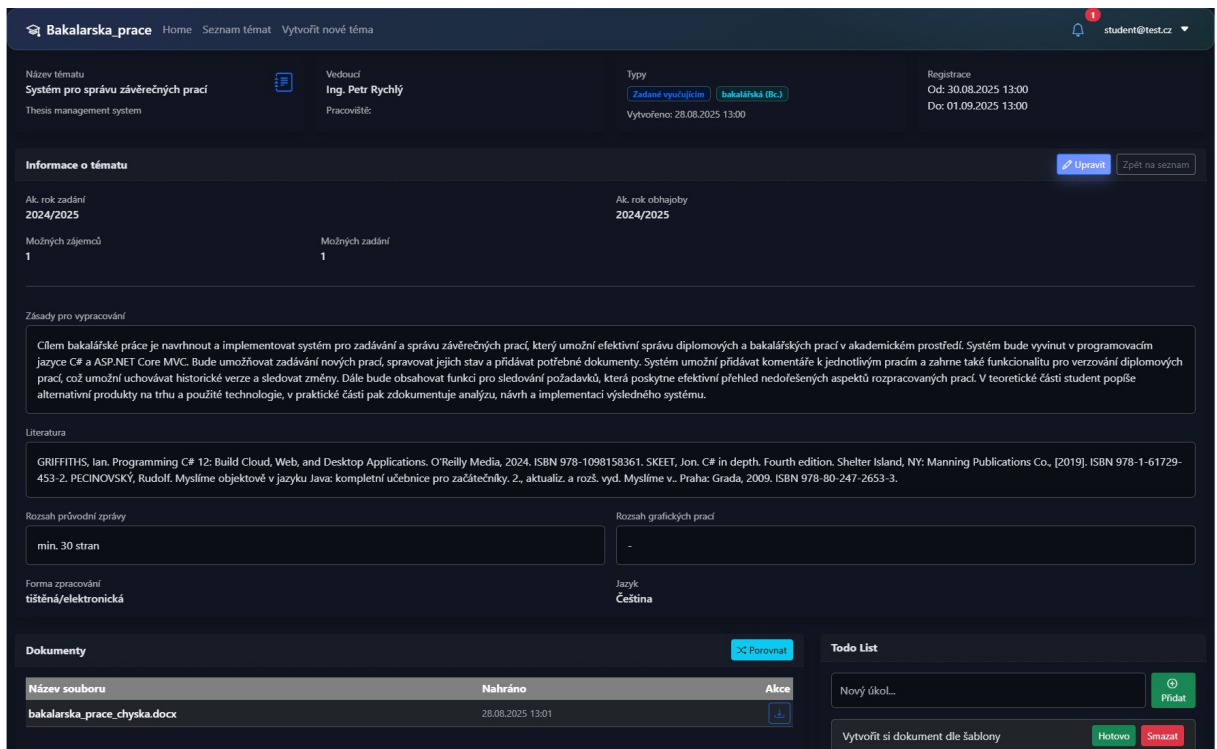 Bakalarska_prace Home Seznam témat Vytvořit nové téma 1 student@test.cz
Název tématu
Systém pro správu závěrečných prací
Thesis management system
Vedoucí
Ing. Petr Rychlý
Pracoviště:
Typy
Zadané vyučujícím bakalářská (Bc.)
Vytvořeno: 28.08.2025 13:00
Registrace
Od: 30.08.2025 13:00
Do: 01.09.2025 13:00
Informace o tématu Upravit Zpět na seznam
Ak. rok zadání
2024/2025
Ak. rok obhajoby
2024/2025
Možných zájemců
1
Možných zadání
1
Zásady pro vypracování
Cílem bakalářské práce je navrhnout a implementovat systém pro zadávání a správu závěrečných prací, který umožní efektivní správu diplomových a bakalářských prací v akademickém prostředí. Systém bude vyvinut v programovacím
jazyce C# a ASP.NET Core MVC. Bude umožňovat zadávání nových prací, spravovat jejich stav a přidávat potřebné dokumenty. Systém umožní přidávat komentáře k jednotlivým pracím a zahrne také funkcionalitu pro verzování diplomových
prací, což umožní uchovávat historické verze a sledovat změny. Dále bude obsahovat funkci pro sledování požadavků, která poskytne efektivní přehled nedořešených aspektů rozpracovaných prací. V teoretické části student popíše
alternativní produkty na trhu a použité technologie, v praktické části pak zdokumentuje analýzu, návrh a implementaci výsledného systému.
Literatura
GRIFFITHS, Ian. Programming C# 12: Build Cloud, Web, and Desktop Applications. O'Reilly Media, 2024. ISBN 978-1098158361. SKEET, Jon. C# in depth. Fourth edition. Shelter Island, NY: Manning Publications Co., [2019]. ISBN 978-1-61729-
453-2. PECINOVSKÝ, Rudolf. Myslíme objektově v jazyku Java: kompletní učebnice pro začátečníky. 2., aktualiz. a rozš. vyd. Myslíme v.. Praha: Grada, 2009. ISBN 978-80-247-2653-3.
Rozsah průvodní zprávy
min. 30 stran
Rozsah grafických prací
-
Forma zpracování
tištěná/elektronická
Jazyk
Čeština
Dokumenty Porovnat
Název souboru Nahráno Akce
bakalarska_prace_chyska.docx 28.08.2025 13:01
Todo List
Nový úkol... Přidat
Vytvořit si dokument dle šablony Hotovo Smazat